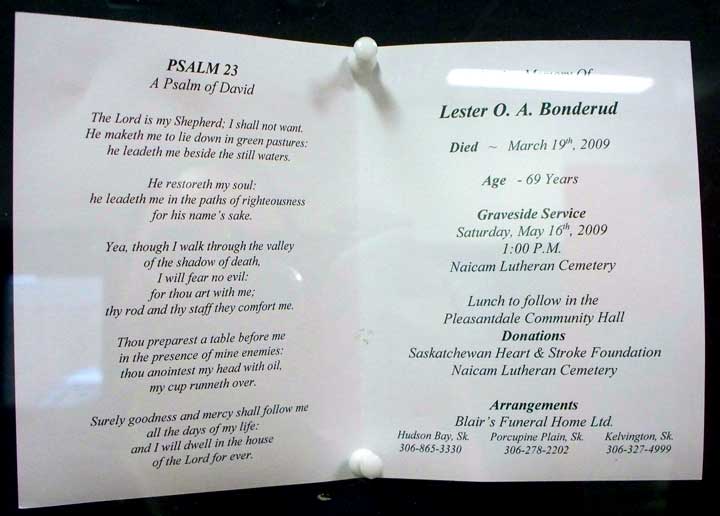 PSALM 23
A Psalm of David
The Lord is my Shepherd; I shall not want.
He maketh me to lie down in green pastures:
he leadeth me beside the still waters.
He restoreth my soul:
he leadeth me in the paths of righteousness
for his name's sake.
Yea, though I walk through the valley
of the shadow of death,
I will fear no evil:
for thou art with me;
thy rod and thy staff they comfort me.
Thou preparest a table before me
in the presence of mine enemies:
thou anointest my head with oil,
my cup runneth over.
Surely goodness and mercy shall follow me
all the days of my life:
and I will dwell in the house
of the Lord for ever.
Memory Of
Lester O. A. Bonderud
Died ~ March 19th, 2009
Age - 69 Years
Graveside Service
Saturday, May 16th, 2009
1:00 P.M.
Naicam Lutheran Cemetery
Lunch to follow in the
Pleasantdale Community Hall
Donations
Saskatchewan Heart & Stroke Foundation
Naicam Lutheran Cemetery
Arrangements
Blair's Funeral Home Ltd.
Hudson Bay, Sk. Porcupine Plain, Sk. Kelvington, Sk.
306-865-3330 306-278-2202 306-327-4999